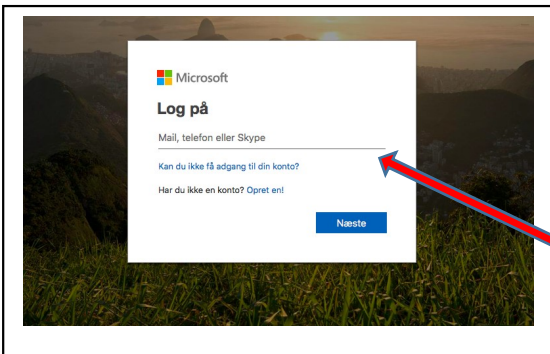 Microsoft
Log på
Mail, telefon eller Skype
Kan du ikke få adgang til din konto?
Har du ikke en konto? Opret en!
Næste